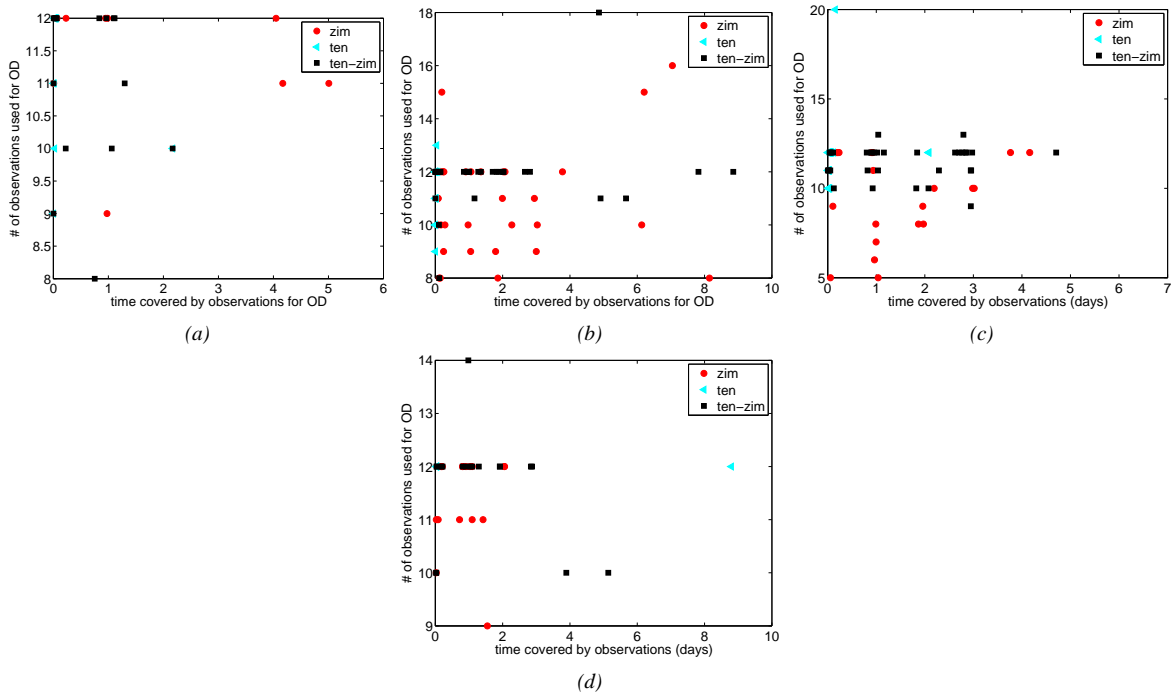 12
11.5
11
10.5
10
9.5
9
8.5
8
# of observations used for OD
0 1 2 3 4 5 6
time covered by observations for OD
zim
ten
ten−zim
(a)
18
16
14
12
10
8
# of observations used for OD
0 2 4 6 8 10
time covered by observations for OD
zim
ten
ten−zim
(b)
20
15
10
5
# of observations used for OD
0 1 2 3 4 5 6 7
time covered by observations (days)
zim
ten
ten−zim
(c)
14
13
12
11
10
9
# of observations used for OD
0 2 4 6 8 10
time covered by observations (days)
zim
ten
ten−zim
(d)